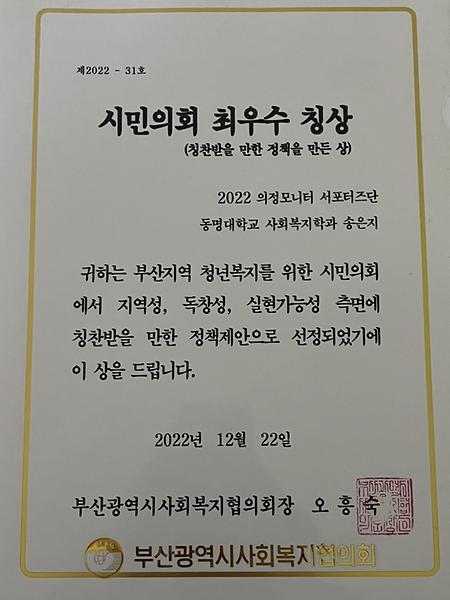 제2022 - 31호
시민의회 최우수 칭상
(칭찬받을 만한 정책을 만든 상)
2022 의정모니터 서포터즈단
동명대학교 사회복지학과 송은지
귀하는 부산지역 청년복지를 위한 시민의회
에서 지역성, 독창성, 실현가능성 측면에
칭찬받을 만한 정책제안으로 선정되었기에
이 상을 드립니다.
2022년 12월 22일
부산광역시사회복지협의회장 오 흥 숙
부산광역시사회복지협의회